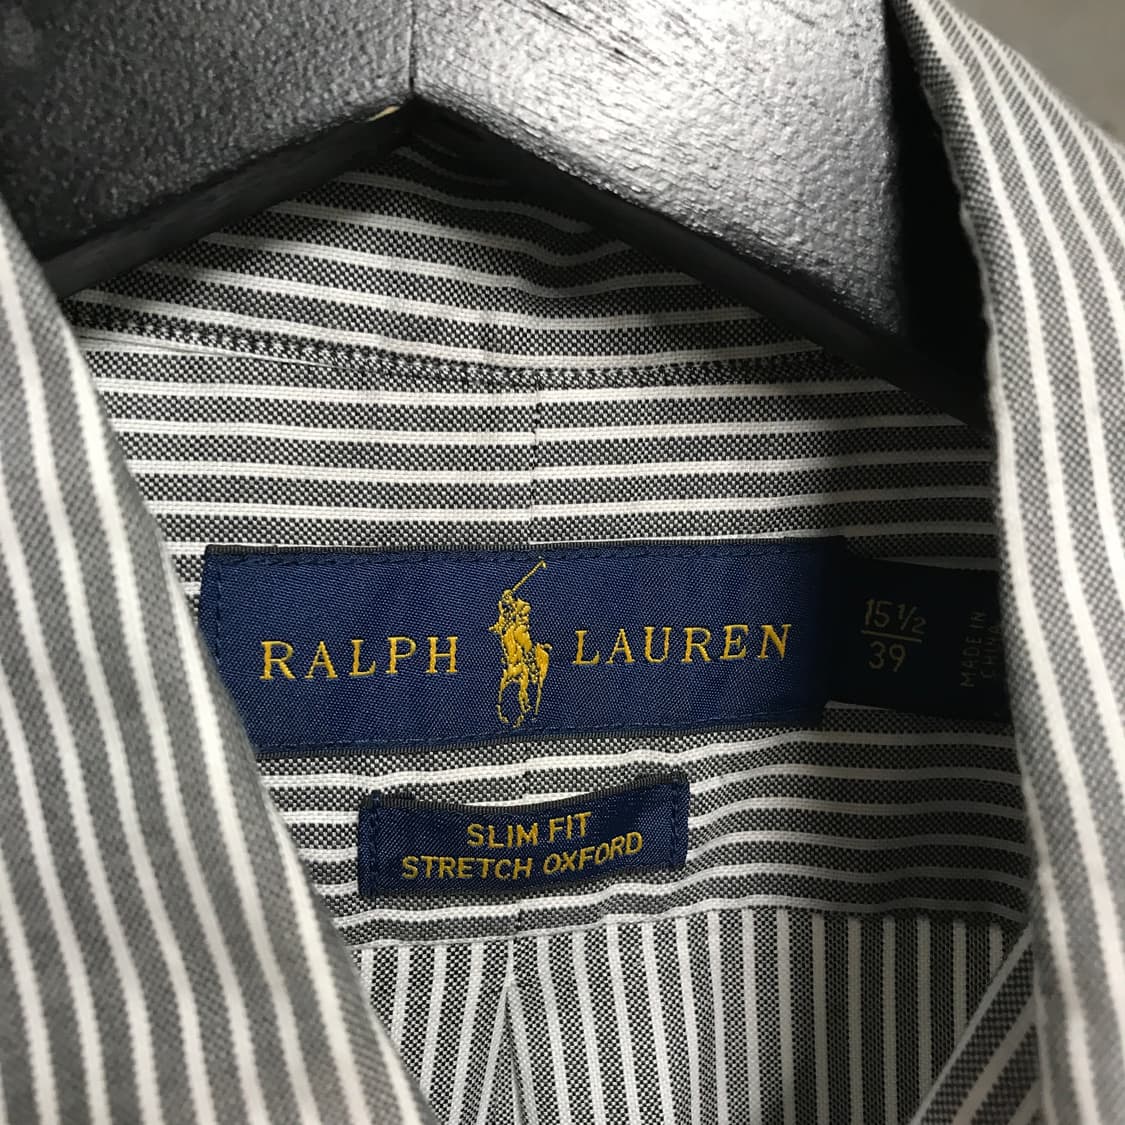 RALPH LAUREN
15½
39
MADE IN
CHINA
SLIM FIT
STRETCH OXFORD